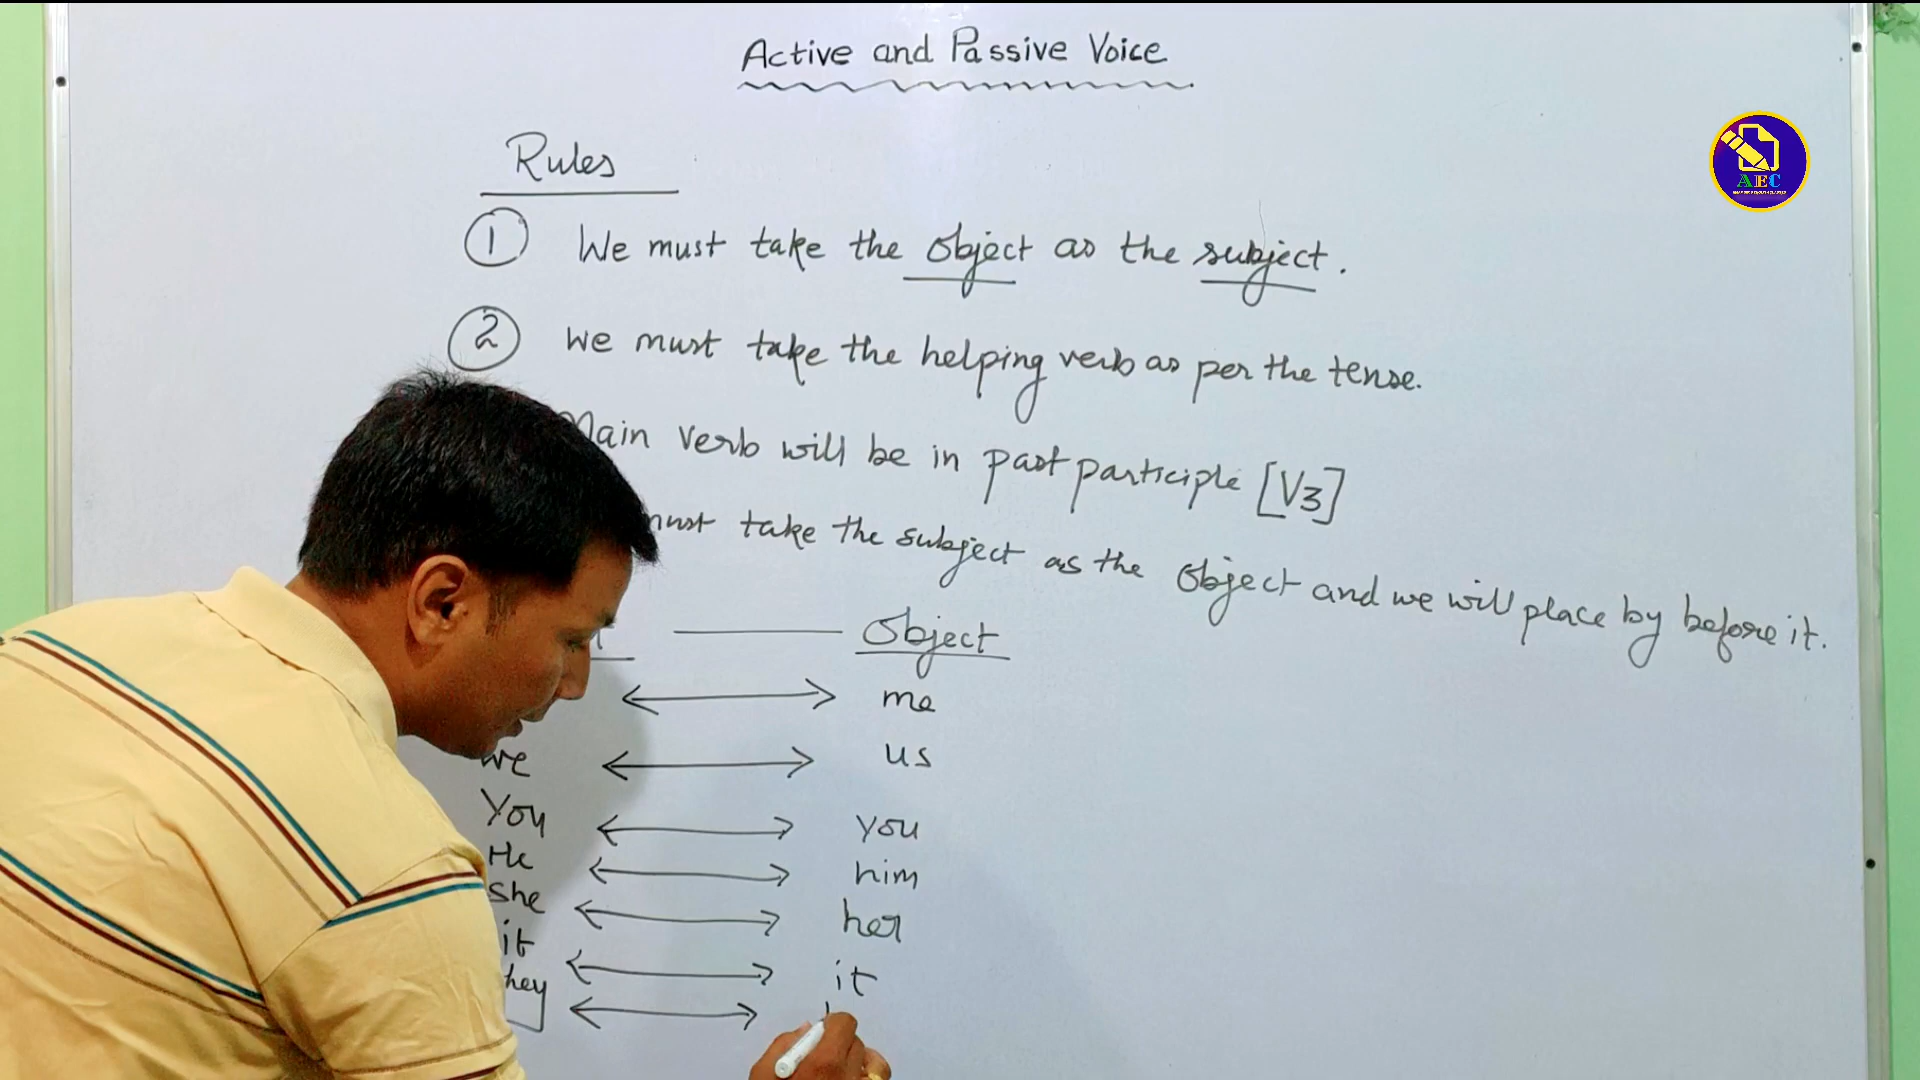 Active and Passive Voice
Rules
AEC
1 We must take the object as the subject.
2 We must take the helping verb as per the tense.
Main verb will be in past participle [V3]
must take the subject as the object and we will place by before it.
Object
me
we us
You you
He him
She her
it it
hey